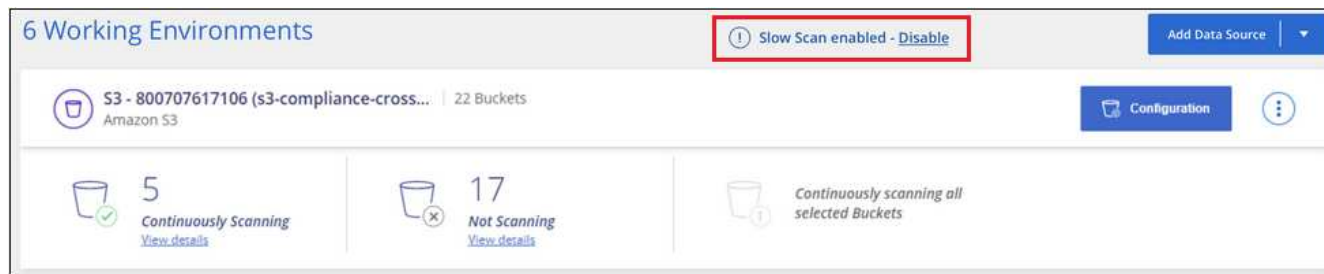 6 Working Environments
Slow Scan enabled - Disable
Add Data Source
S3 - 800707617106 (s3-compliance-cross... | 22 Buckets
Amazon S3
Configuration
5
Continuously Scanning
View details
17
Not Scanning
View details
Continuously scanning all
selected Buckets